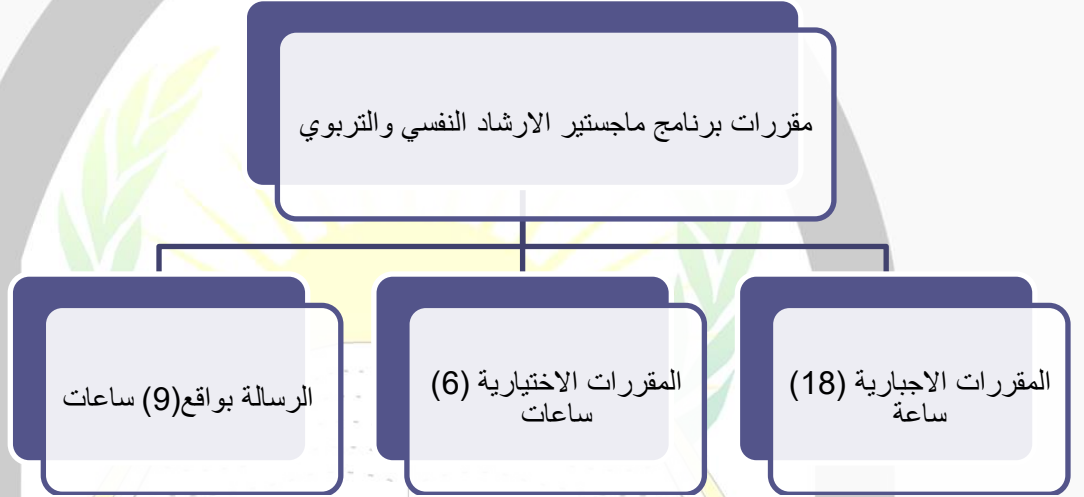 مقررات برنامج ماجستير الارشاد النفسي والتربوي
المقررات الاجبارية (18)
ساعة
المقررات الاختيارية (6)
ساعات
الرسالة بواقع(9) ساعات